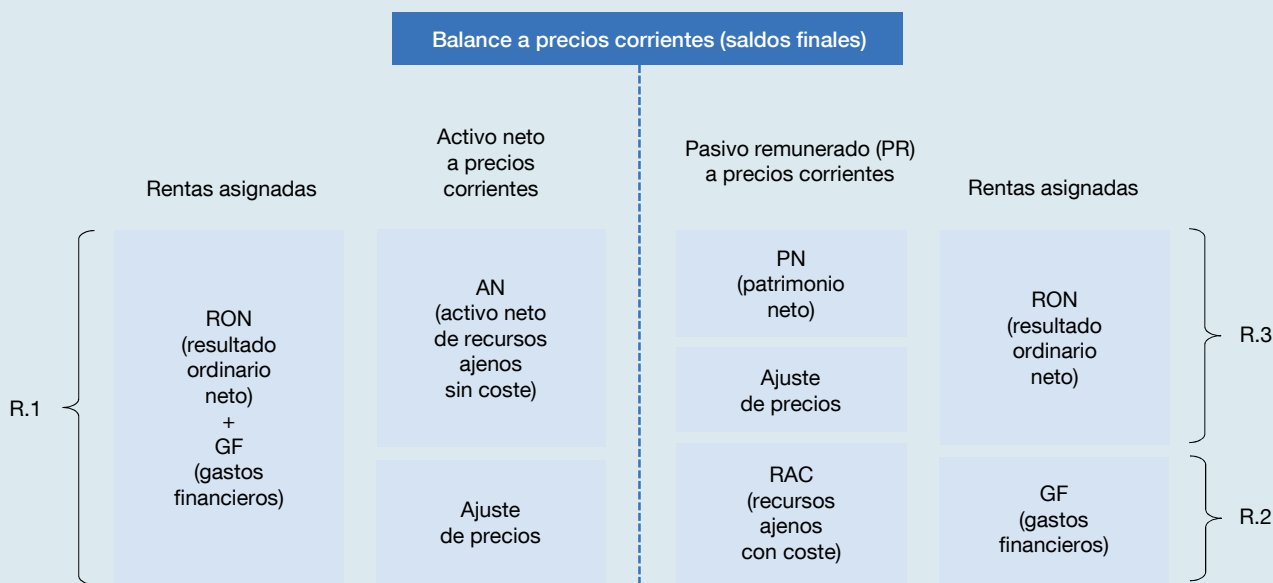 Balance a precios corrientes (saldos finales)
Rentas asignadas
Activo neto
a precios
corrientes
Pasivo remunerado (PR)
a precios corrientes
Rentas asignadas
R.1
RON
(resultado
ordinario
neto)
+
GF
(gastos
financieros)
AN
(activo neto
de recursos
ajenos
sin coste)
Ajuste
de precios
PN
(patrimonio
neto)
Ajuste
de precios
RAC
(recursos
ajenos
con coste)
RON
(resultado
ordinario
neto)
GF
(gastos
financieros)
R.3
R.2